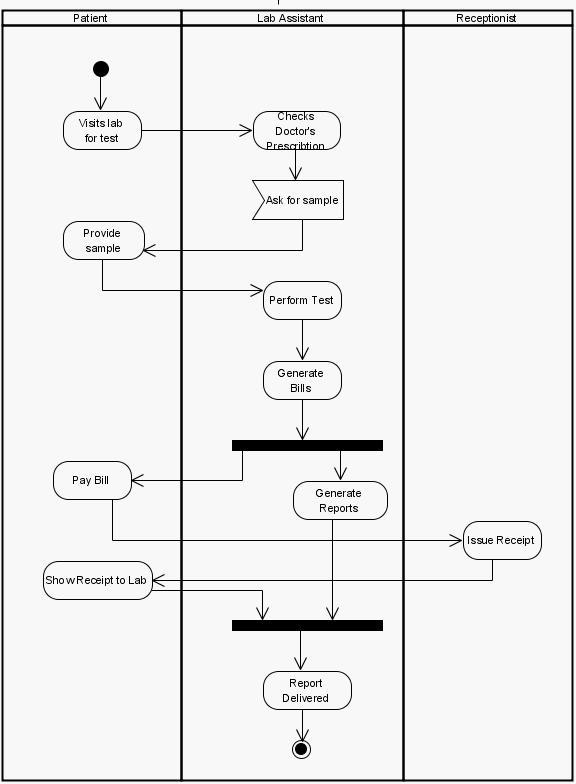 Patient
Lab Assistant
Receptionist
Visits lab
for test
Checks
Doctor's
Prescribtion
Ask for sample
Provide
sample
Perform Test
Generate
Bills
Pay Bill
Generate
Reports
Issue Receipt
Show Receipt to Lab
Report
Delivered